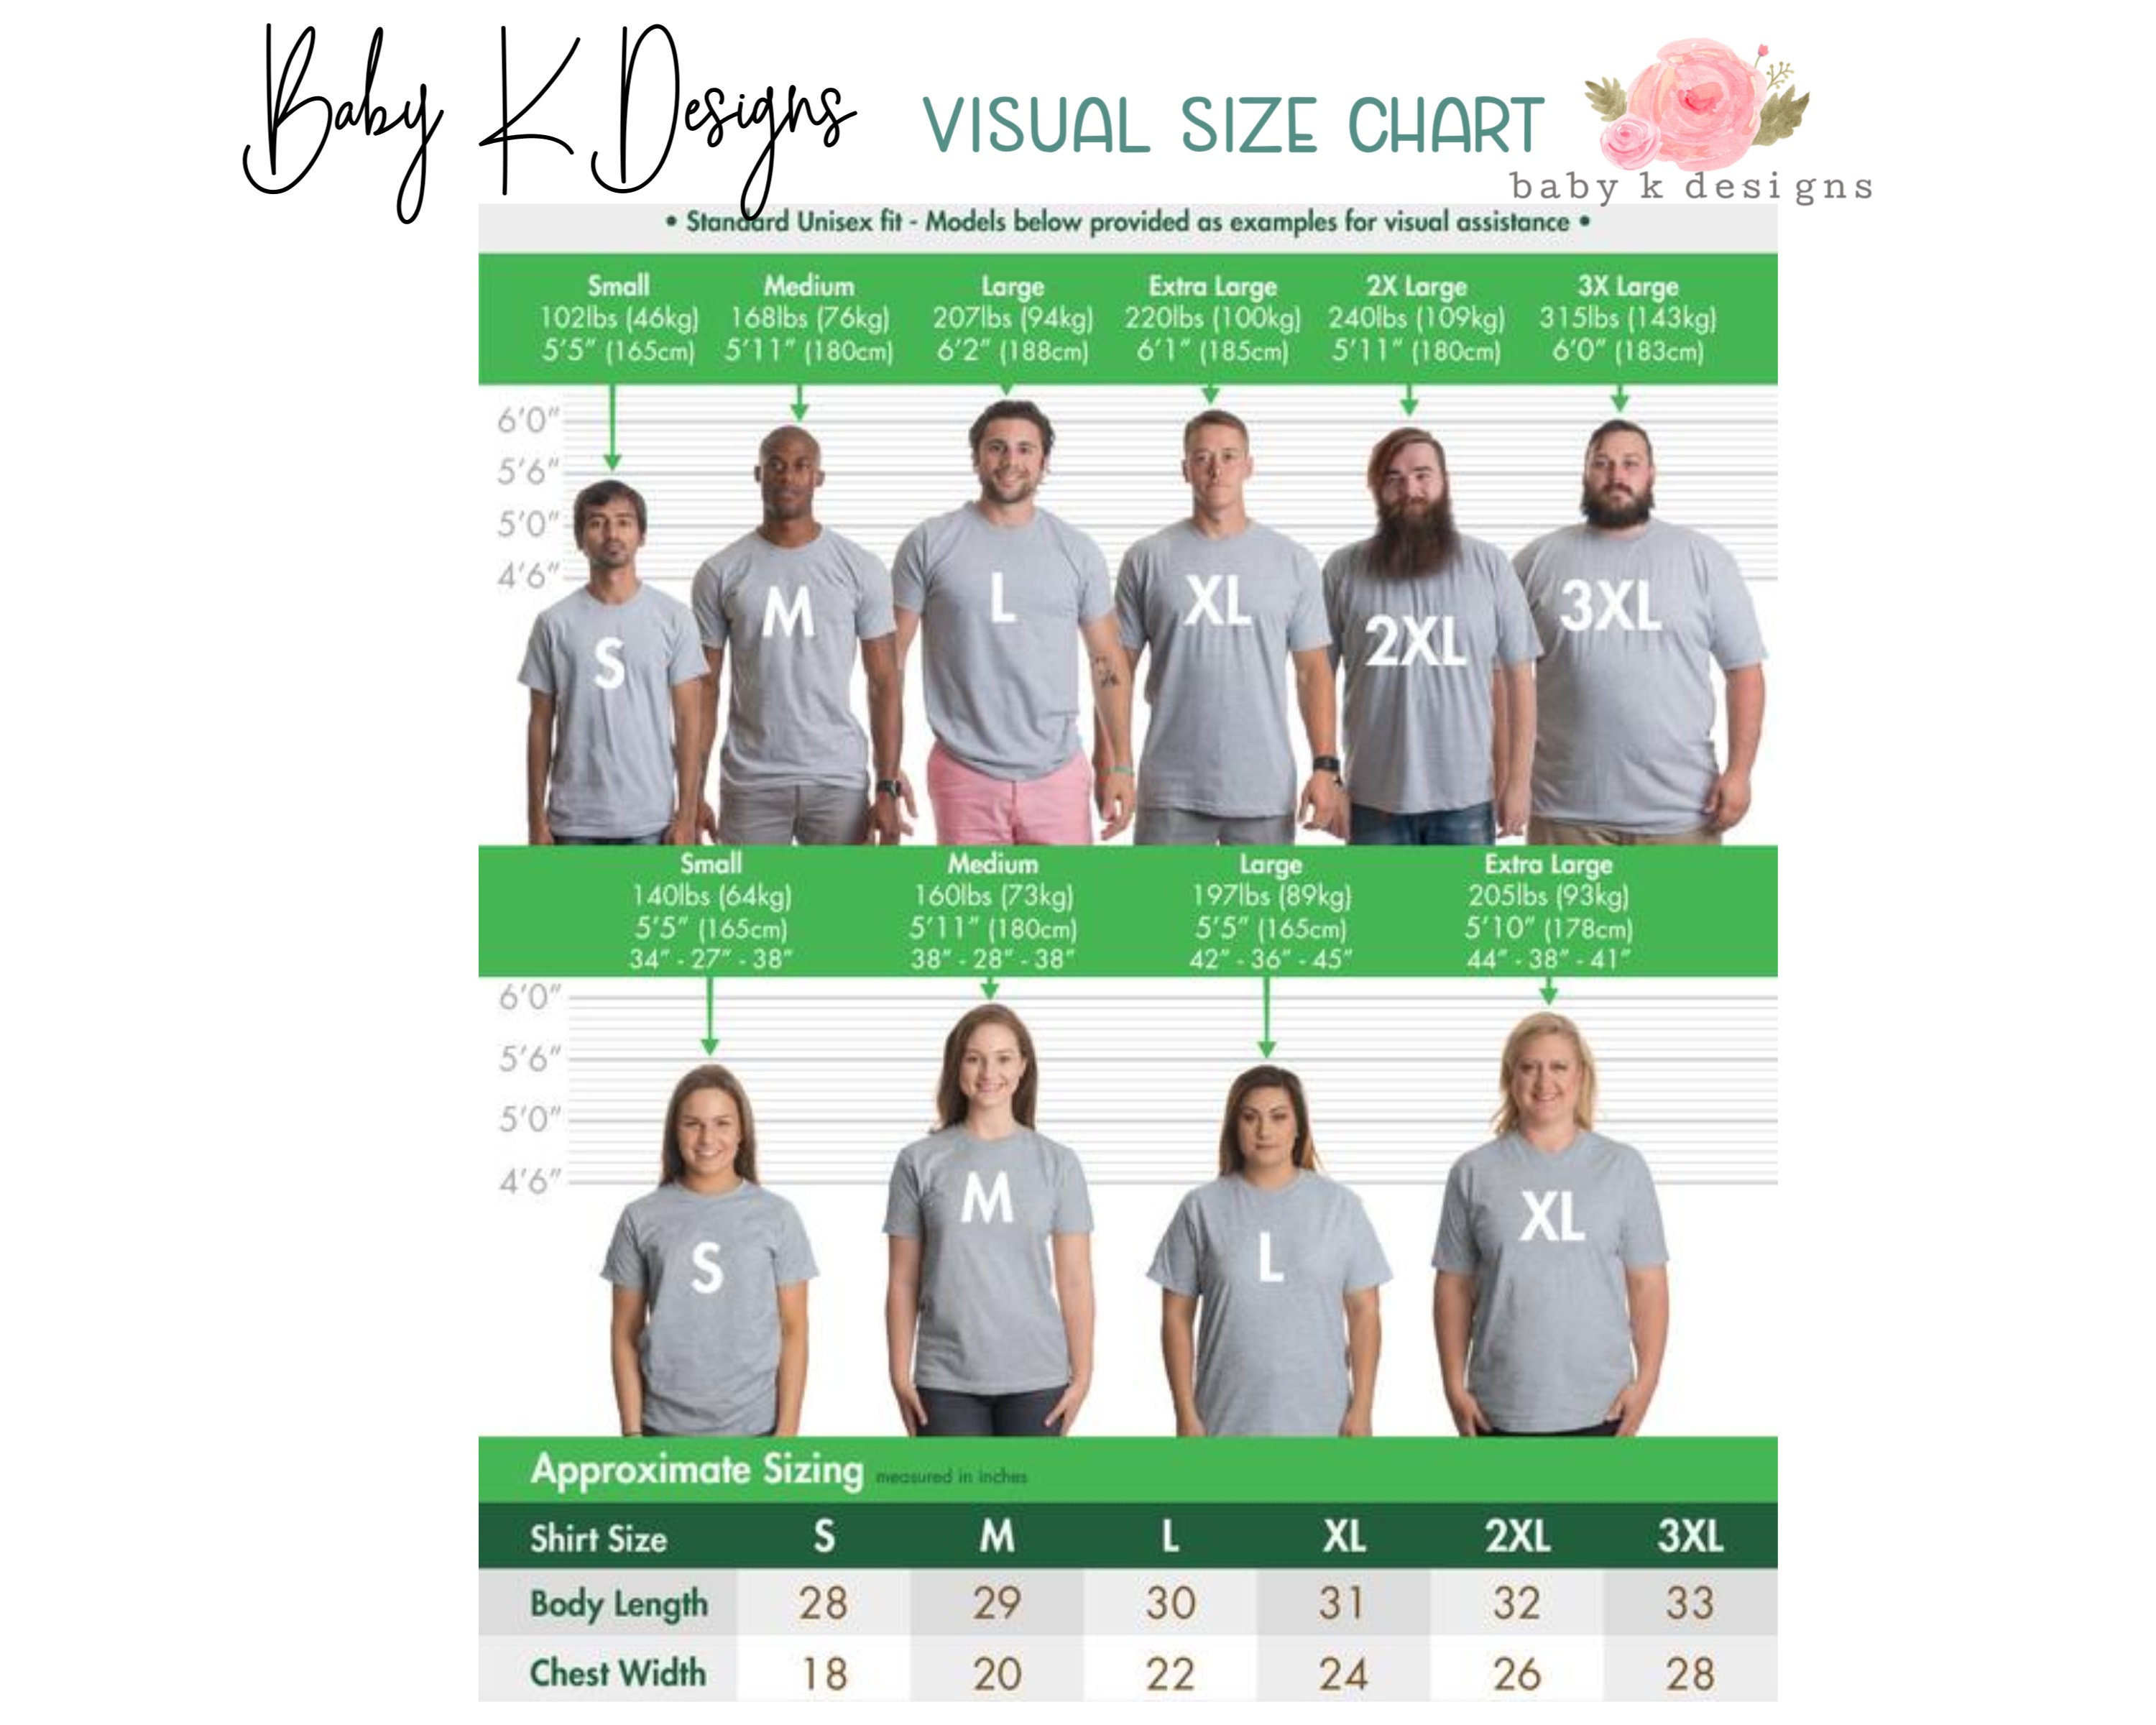 Baby K Designs VISUAL SIZE CHART
baby k designs
• Standard Unisex fit - Models below provided as examples for visual assistance •
Small Medium Large Extra Large 2X Large 3X Large
102lbs (46kg) 168lbs (76kg) 207lbs (94kg) 220lbs (100kg) 240lbs (109kg) 315lbs (143kg)
5'5" (165cm) 5'11" (180cm) 6'2" (188cm) 6'1" (185cm) 5'11" (180cm) 6'0" (183cm)
6'0"
5'6"
5'0"
4'6"
S M L XL 2XL 3XL
Small Medium Large Extra Large
140lbs (64kg) 160lbs (73kg) 197lbs (89kg) 205lbs (93kg)
5'5" (165cm) 5'11" (180cm) 5'5" (165cm) 5'10" (178cm)
34" - 27" - 38" 38" - 28" - 38" 42" - 36" - 45" 44" - 38" - 41"
6'0"
5'6"
5'0"
4'6"
S M L XL
Approximate Sizing measured in inches
Shirt Size S M L XL 2XL 3XL
Body Length 28 29 30 31 32 33
Chest Width 18 20 22 24 26 28